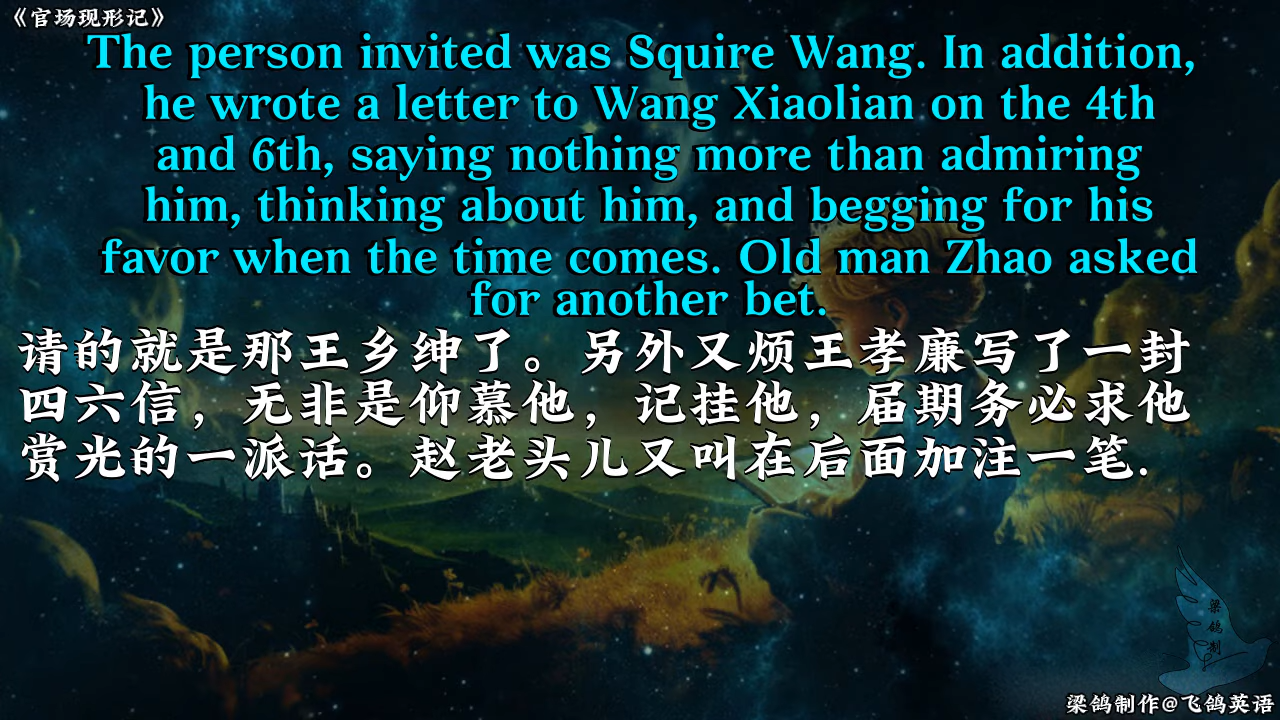 《官场现形记》
The person invited was Squire Wang. In addition,
he wrote a letter to Wang Xiaolian on the 4th
and 6th, saying nothing more than admiring
him, thinking about him, and begging for his
favor when the time comes. Old man Zhao asked
for another bet.
请的就是那王乡绅了。另外又烦王孝廉写了一封
四六信，无非是仰慕他，记挂他，届期务必求他
赏光的一派话。赵老头儿又叫在后面加注一笔.
梁鸽制
梁鸽制作@飞鸽英语